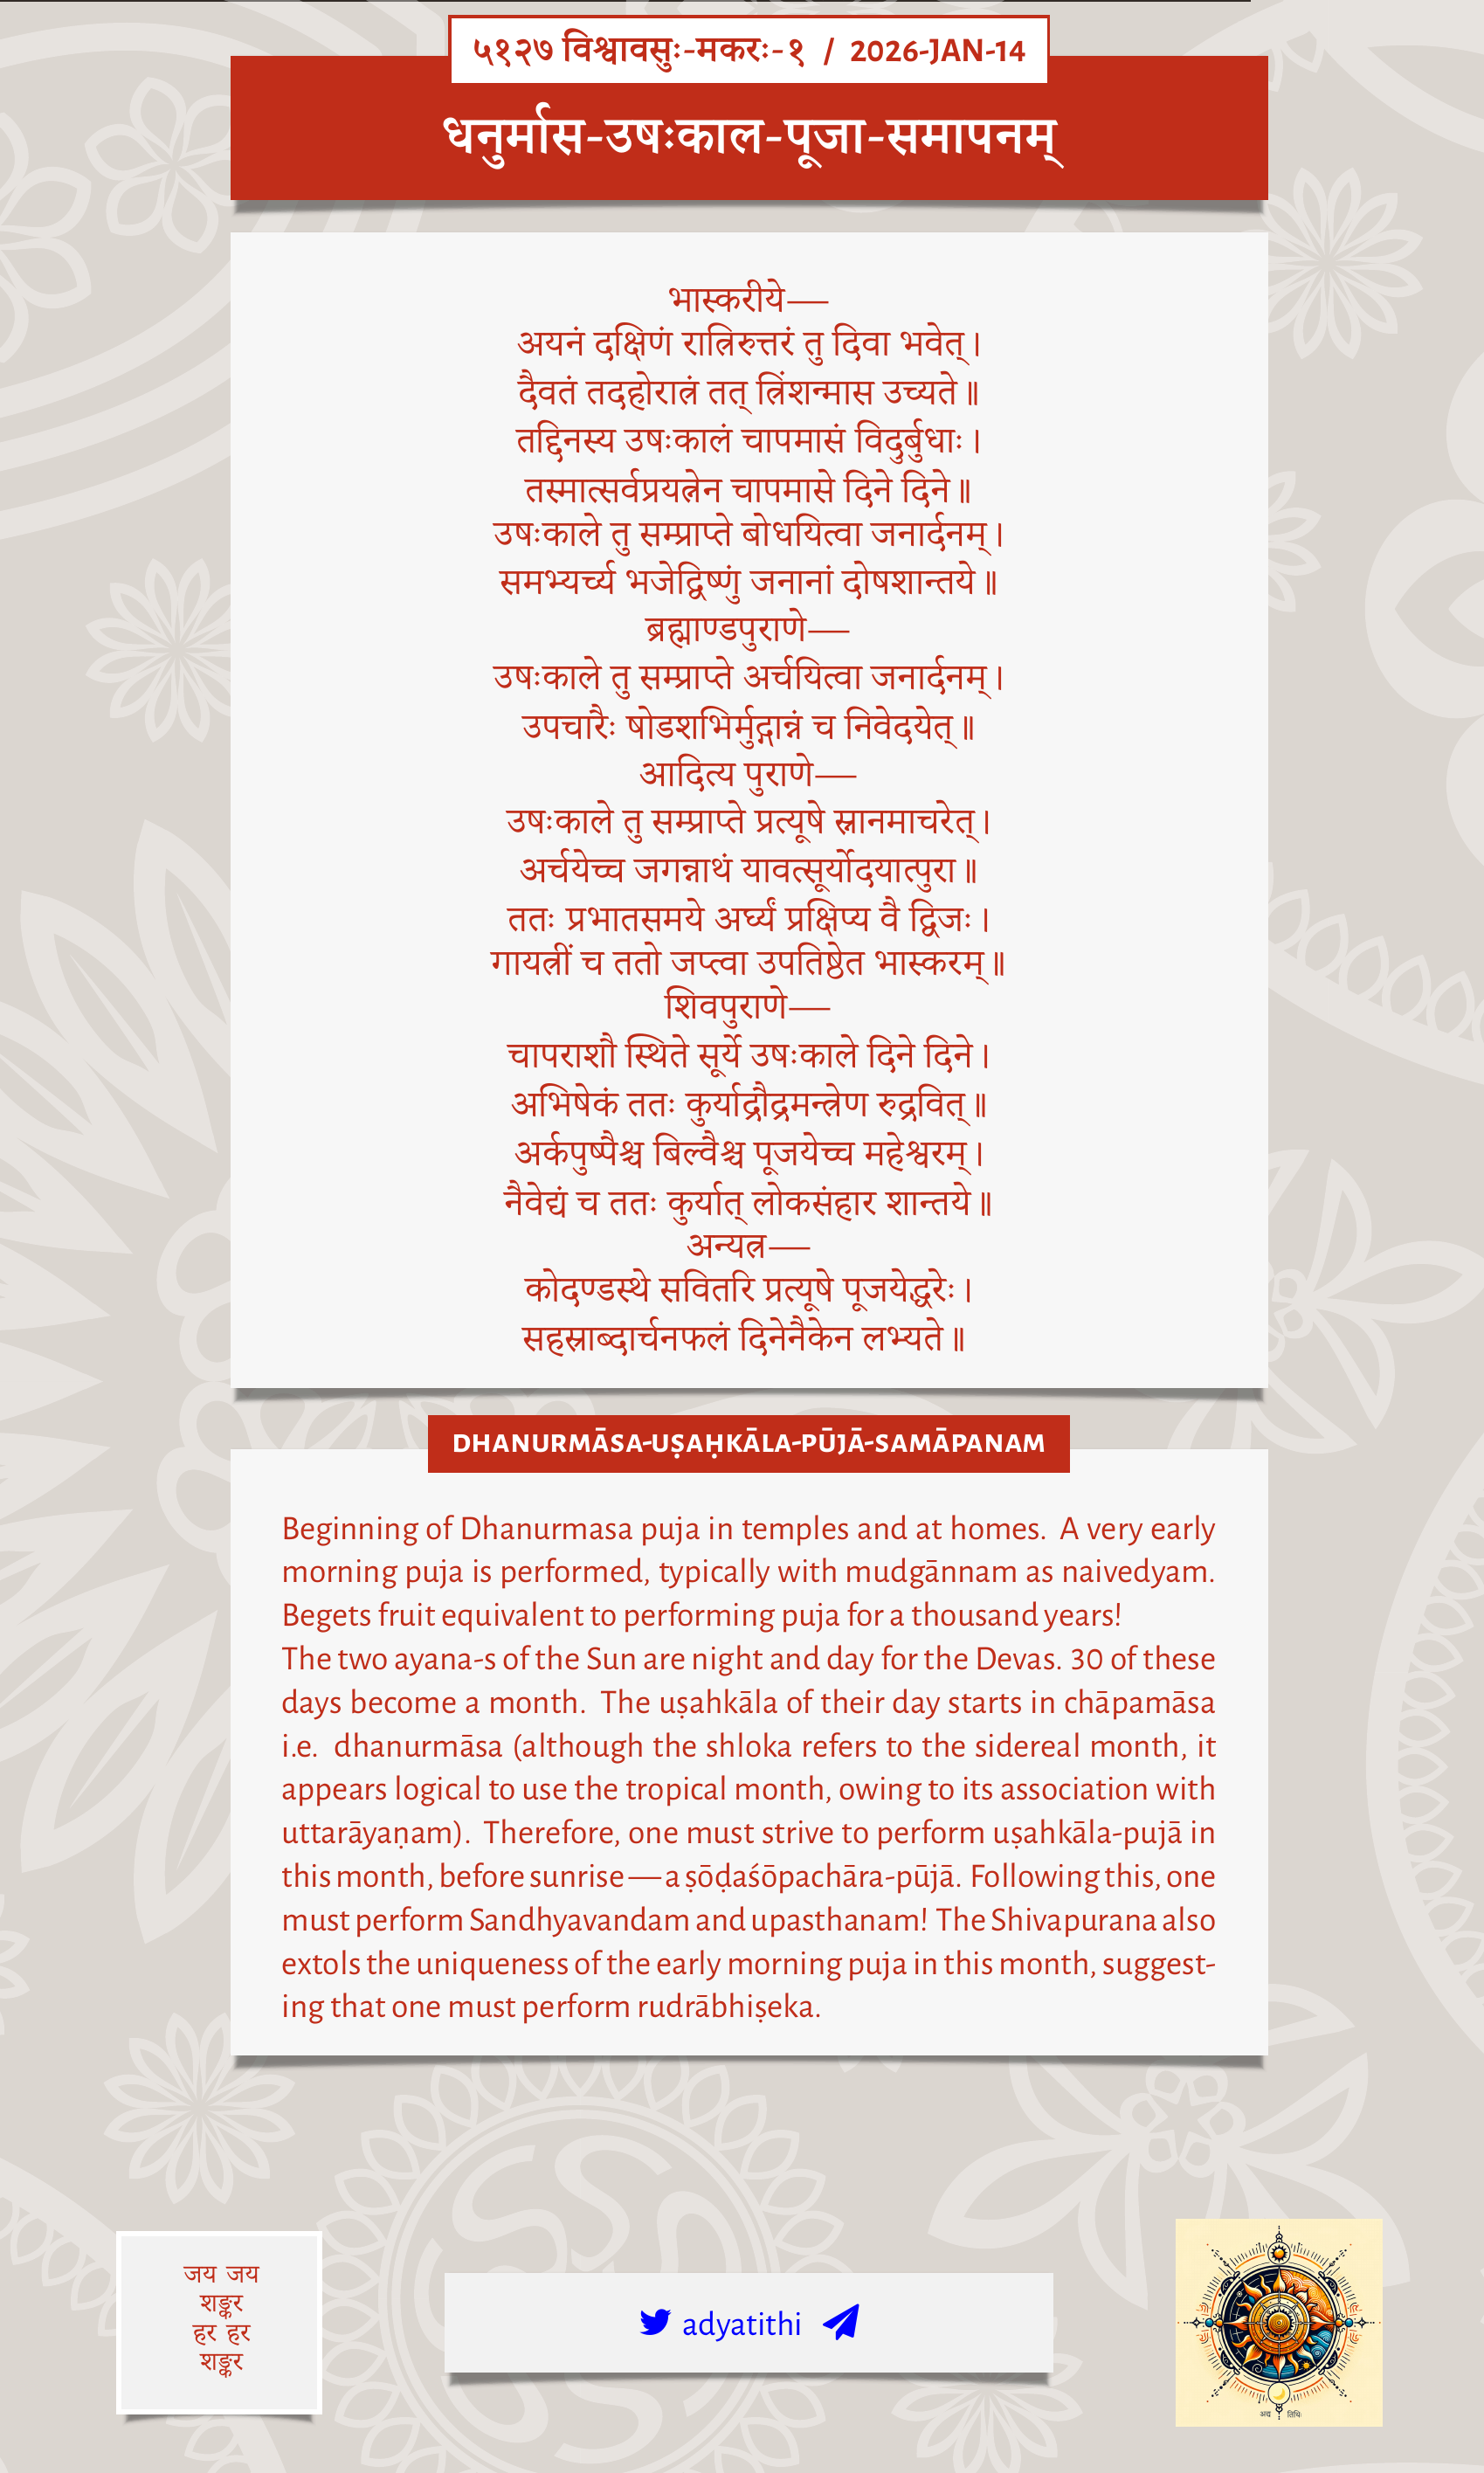 ५१२७ विश्वावसुः-मकरः-१ / 2026-JAN-14
धनुर्मास-उषःकाल-पूजा-समापनम्
भास्करीये—
अयनं दक्षिणं रात्रिरुत्तरं तु दिवा भवेत्।
दैवतं तदहोरात्रं तत् त्रिंशन्मास उच्यते॥
तद्दिनस्य उषःकालं चापमासं विदुर्बुधाः।
तस्मात्सर्वप्रयत्नेन चापमासे दिने दिने॥
उषःकाले तु सम्प्राप्ते बोधयित्वा जनार्दनम्।
समभ्यर्च्य भजेद्विष्णुं जनानां दोषशान्तये॥
ब्रह्माण्डपुराणे—
उषःकाले तु सम्प्राप्ते अर्चयित्वा जनार्दनम्।
उपचारैः षोडशभिर्मुद्गान्नं च निवेदयेत्॥
आदित्य पुराणे—
उषःकाले तु सम्प्राप्ते प्रत्यूषे स्नानमाचरेत्।
अर्चयेच्च जगन्नाथं यावत्सूर्योदयात्पुरा॥
ततः प्रभातसमये अर्घ्यं प्रक्षिप्य वै द्विजः।
गायत्रीं च ततो जप्त्वा उपतिष्ठेत भास्करम्॥
शिवपुराणे—
चापराशौ स्थिते सूर्ये उषःकाले दिने दिने।
अभिषेकं ततः कुर्याद्रौद्रमन्त्रेण रुद्रवित्॥
अर्कपुष्पैश्च बिल्वैश्च पूजयेच्च महेश्वरम्।
नैवेद्यं च ततः कुर्यात् लोकसंहार शान्तये॥
अन्यत्र—
कोदण्डस्थे सवितरि प्रत्यूषे पूजयेद्धरेः।
सहस्राब्दार्चनफलं दिनेनैकेन लभ्यते॥
DHANURMĀSA-UṢAḤKĀLA-PŪJĀ-SAMĀPANAM
Beginning of Dhanurmasa puja in temples and at homes. A very early
morning puja is performed, typically with mudgānnam as naivedyam.
Begets fruit equivalent to performing puja for a thousand years!
The two ayana-s of the Sun are night and day for the Devas. 30 of these
days become a month. The uṣahkāla of their day starts in chāpamāsa
i.e. dhanurmāsa (although the shloka refers to the sidereal month, it
appears logical to use the tropical month, owing to its association with
uttarāyaṇam). Therefore, one must strive to perform uṣahkāla-pujā in
this month, before sunrise — a ṣōḍaśōpachāra-pūjā. Following this, one
must perform Sandhyavandam and upasthanam! The Shivapurana also
extols the uniqueness of the early morning puja in this month, suggest-
ing that one must perform rudrābhiṣeka.
जय जय
शङ्कर
हर हर
शङ्कर
adyatithi
अद्य तिथिः